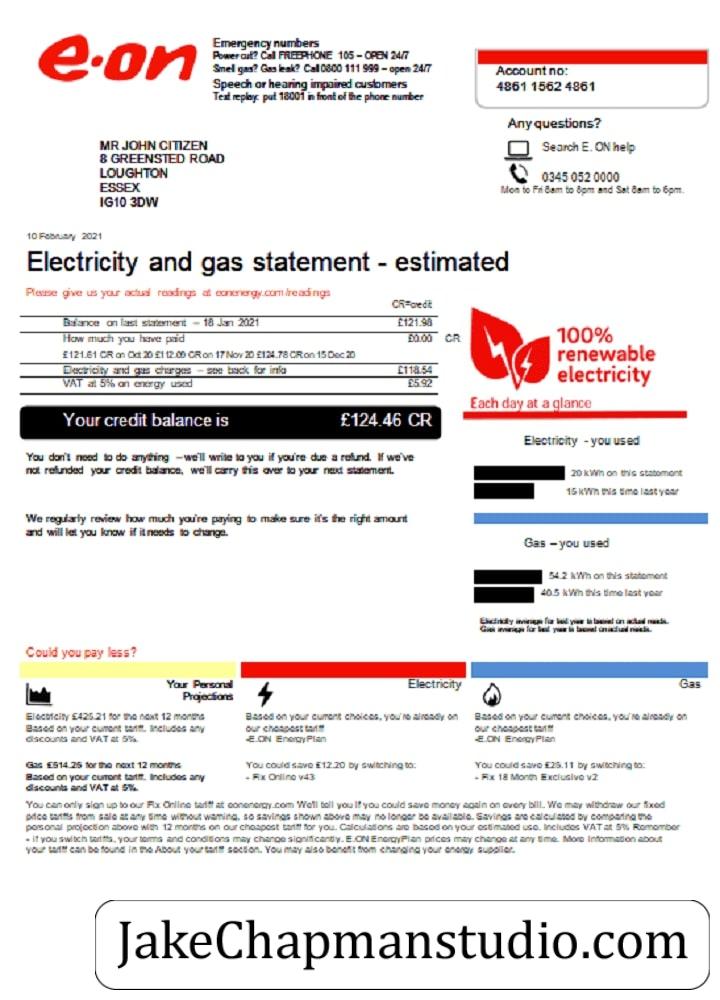 e·on
Emergency numbers
Power cut? Call FREEPHONE 105 – OPEN 24/7
Smell gas? Gas leak? Call 0800 111 999 – open 24/7
Speech or hearing impaired customers
Text replay: put 18001 in front of the phone number
Account no:
4861 1562 4861
Any questions?
Search E. ON help
0345 052 0000
Mon to Fri 8am to 8pm and Sat 8am to 6pm.
MR JOHN CITIZEN
8 GREENSTED ROAD
LOUGHTON
ESSEX
IG10 3DW
10 February 2021
Electricity and gas statement - estimated
Please give us your actual readings at eonenergy.com/readings
CR=credit
Balance on last statement – 18 Jan 2021 £121.98
How much you have paid £0.00 CR
£121.61 CR on Oct 20 £112.09 CR on 17 Nov 20 £124.78 CR on 15 Dec 20
Electricity and gas charges – see back for info £118.54
VAT at 5% on energy used £5.92
Your credit balance is £124.46 CR
You don't need to do anything – we'll write to you if you're due a refund. If we've
not refunded your credit balance, we'll carry this over to your next statement.
We regularly review how much you're paying to make sure it's the right amount
and will let you know if it needs to change.
100%
renewable
electricity
Each day at a glance
Electricity - you used
20 kWh on this statement
15 kWh this time last year
Gas – you used
54.2 kWh on this statement
40.5 kWh this time last year
Electricity average for last year is based on actual reads.
Gas average for last year is based on actual reads.
Could you pay less?
Your Personal
Projections
Electricity £425.21 for the next 12 months
Based on your current tariff. Includes any
discounts and VAT at 5%.
Gas £514.25 for the next 12 months
Based on your current tariff. Includes any
discounts and VAT at 5%.
Electricity
Based on your current choices, you're already on
our cheapest tariff
-E.ON EnergyPlan
You could save £12.20 by switching to:
- Fix Online v43
Gas
Based on your current choices, you're already on
our cheapest tariff
-E.ON EnergyPlan
You could save £25.11 by switching to:
- Fix 18 Month Exclusive v2
You can only sign up to our Fix Online tariff at eonenergy.com We'll tell you if you could save money again on every bill. We may withdraw our fixed
price tariffs from sale at any time without warning, so savings shown above may no longer be available. Savings are calculated by comparing the
personal projection above with 12 months on our cheapest tariff for you. Calculations are based on your estimated use. Includes VAT at 5% Remember
- if you switch tariffs, your terms and conditions may change significantly. E.ON EnergyPlan prices may change at any time. More information about
your tariff can be found in the About your tariff section. You may also benefit from changing your energy supplier.
JakeChapmanstudio.com